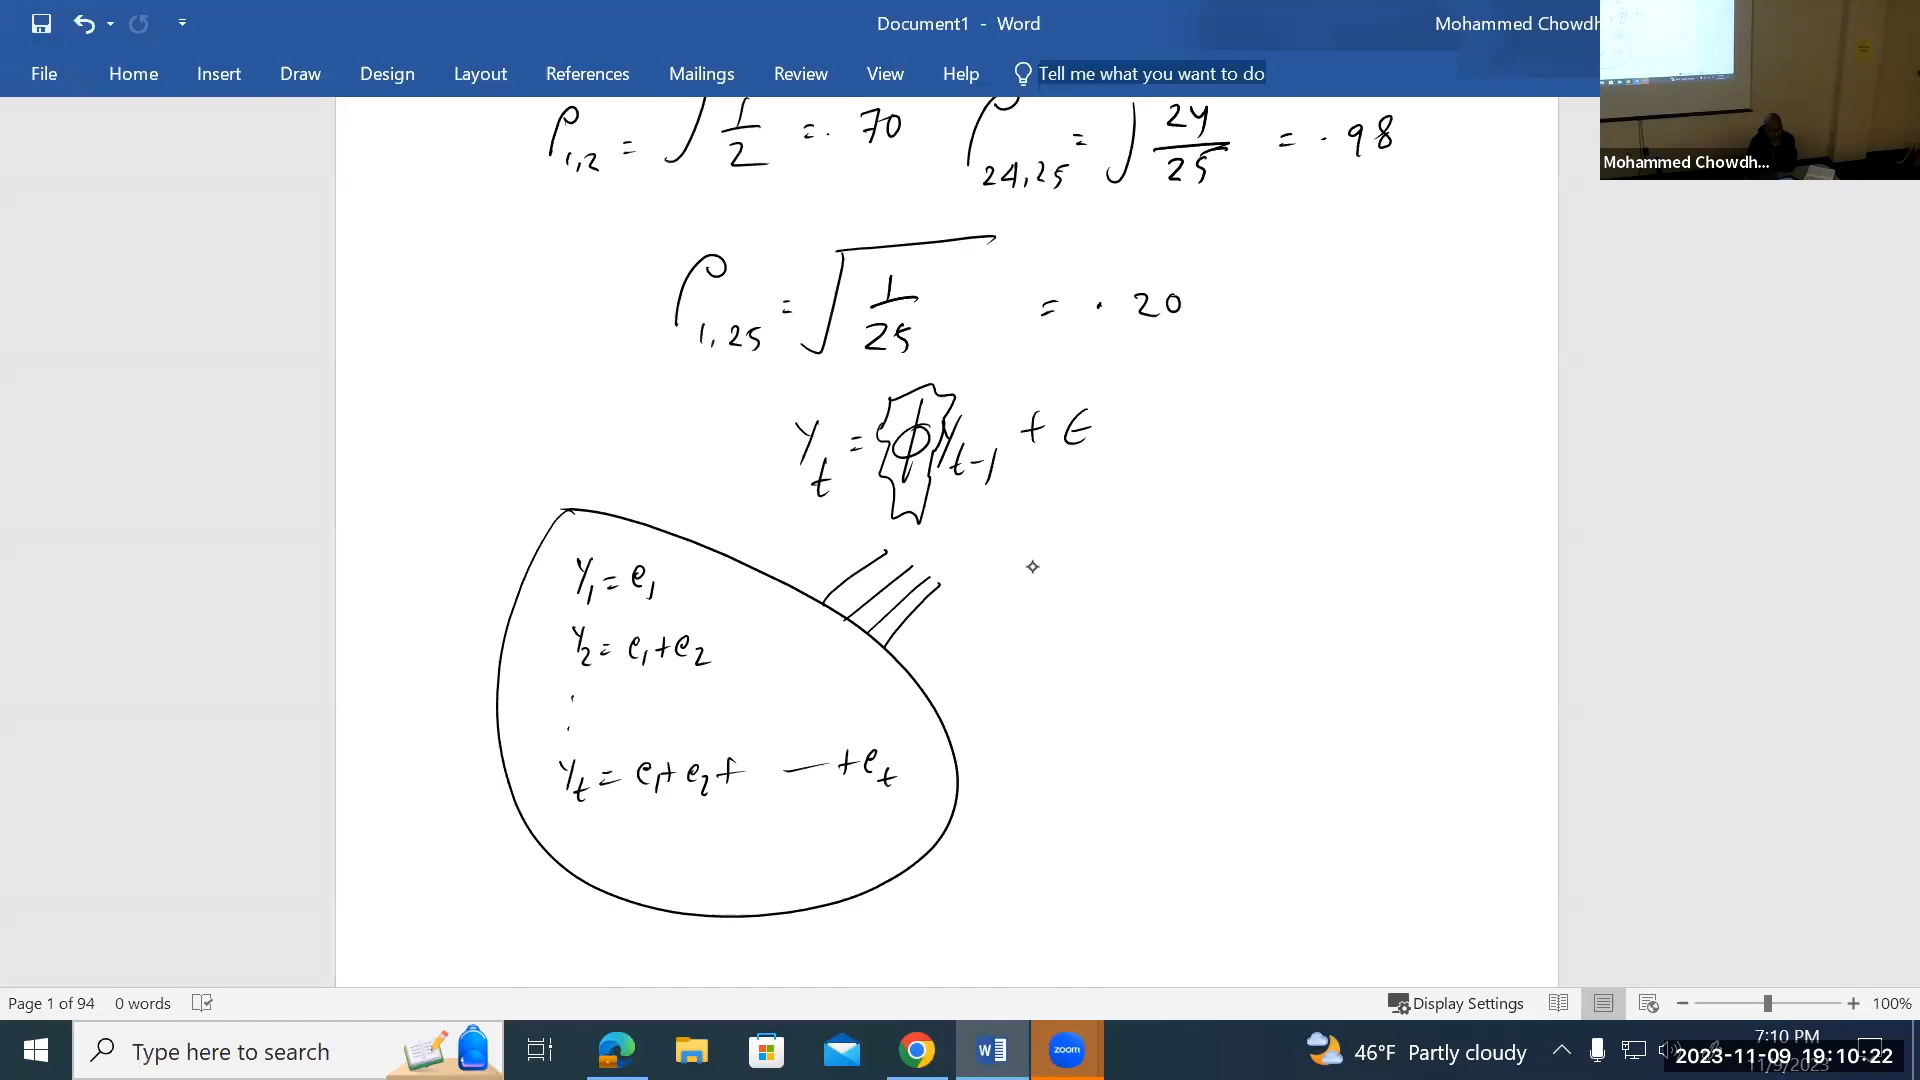 Document1 - Word
Mohammed Chowdh
File Home Insert Draw Design Layout References Mailings Review View Help Tell me what you want to do
Mohammed Chowdh...
ρ1,2 = √1/2 = .70 ρ24,25 = √24/25 = .98
ρ1,25 = √1/25 = .20
Yt = ϕYt-1 + ϵ
Y1 = e1
Y2 = e1+e2
Yt = e1+e2+ — +et
Page 1 of 94 0 words
Display Settings 100%
Type here to search
zoom
46°F Partly cloudy
7:10 PM
2023-11-09 19:10:22
11/9/2023